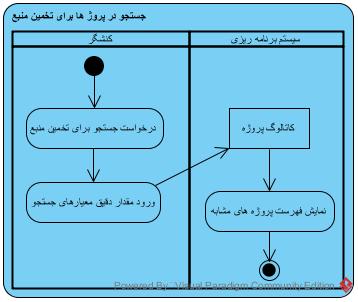 جستجو در پروژ ها برای تخمین منبع
کنشگر
سیستم برنامه ریزی
درخواست جستجو برای تخمین منبع
کاتالوگ پروژه
ورود مقدار دقیق معیارهای جستجو
نمایش فهرست پروژه های مشابه
Powered By Visual Paradigm Community Edition